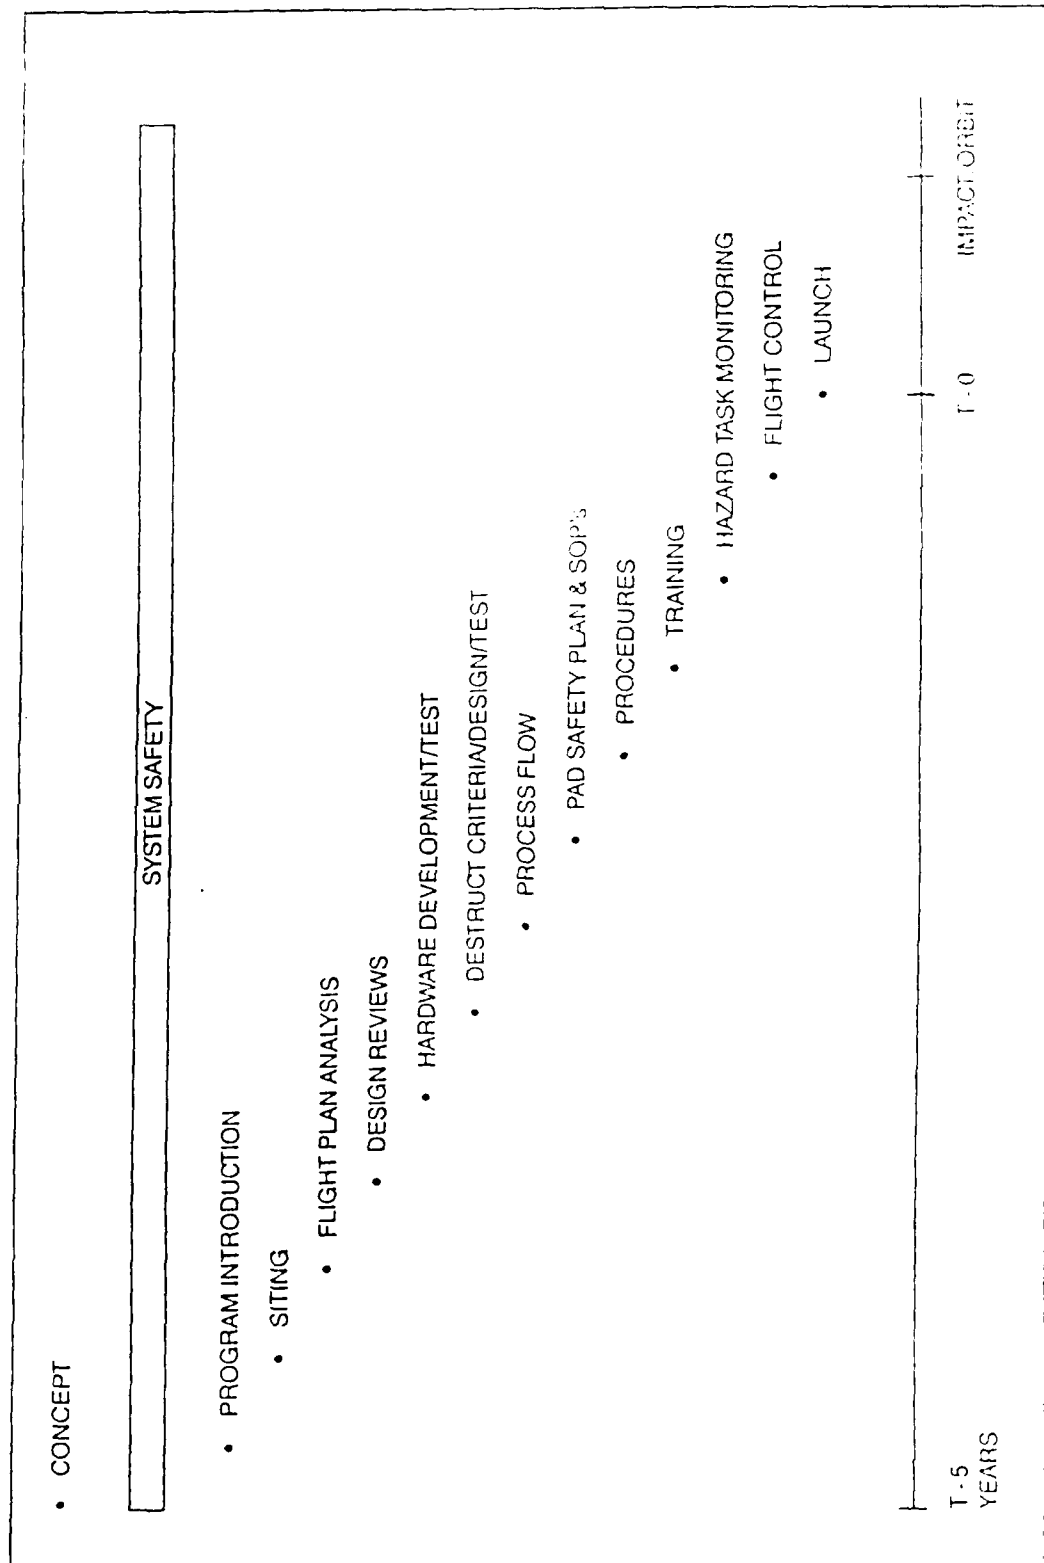 • CONCEPT
SYSTEM SAFETY
• PROGRAM INTRODUCTION
• SITING
• FLIGHT PLAN ANALYSIS
• DESIGN REVIEWS
• HARDWARE DEVELOPMENT/TEST
• DESTRUCT CRITERIA/DESIGN/TEST
• PROCESS FLOW
• PAD SAFETY PLAN & SOP's
• PROCEDURES
• TRAINING
• HAZARD TASK MONITORING
• FLIGHT CONTROL
• LAUNCH
T - 5
YEARS
T - 0
IMPACT ORBIT